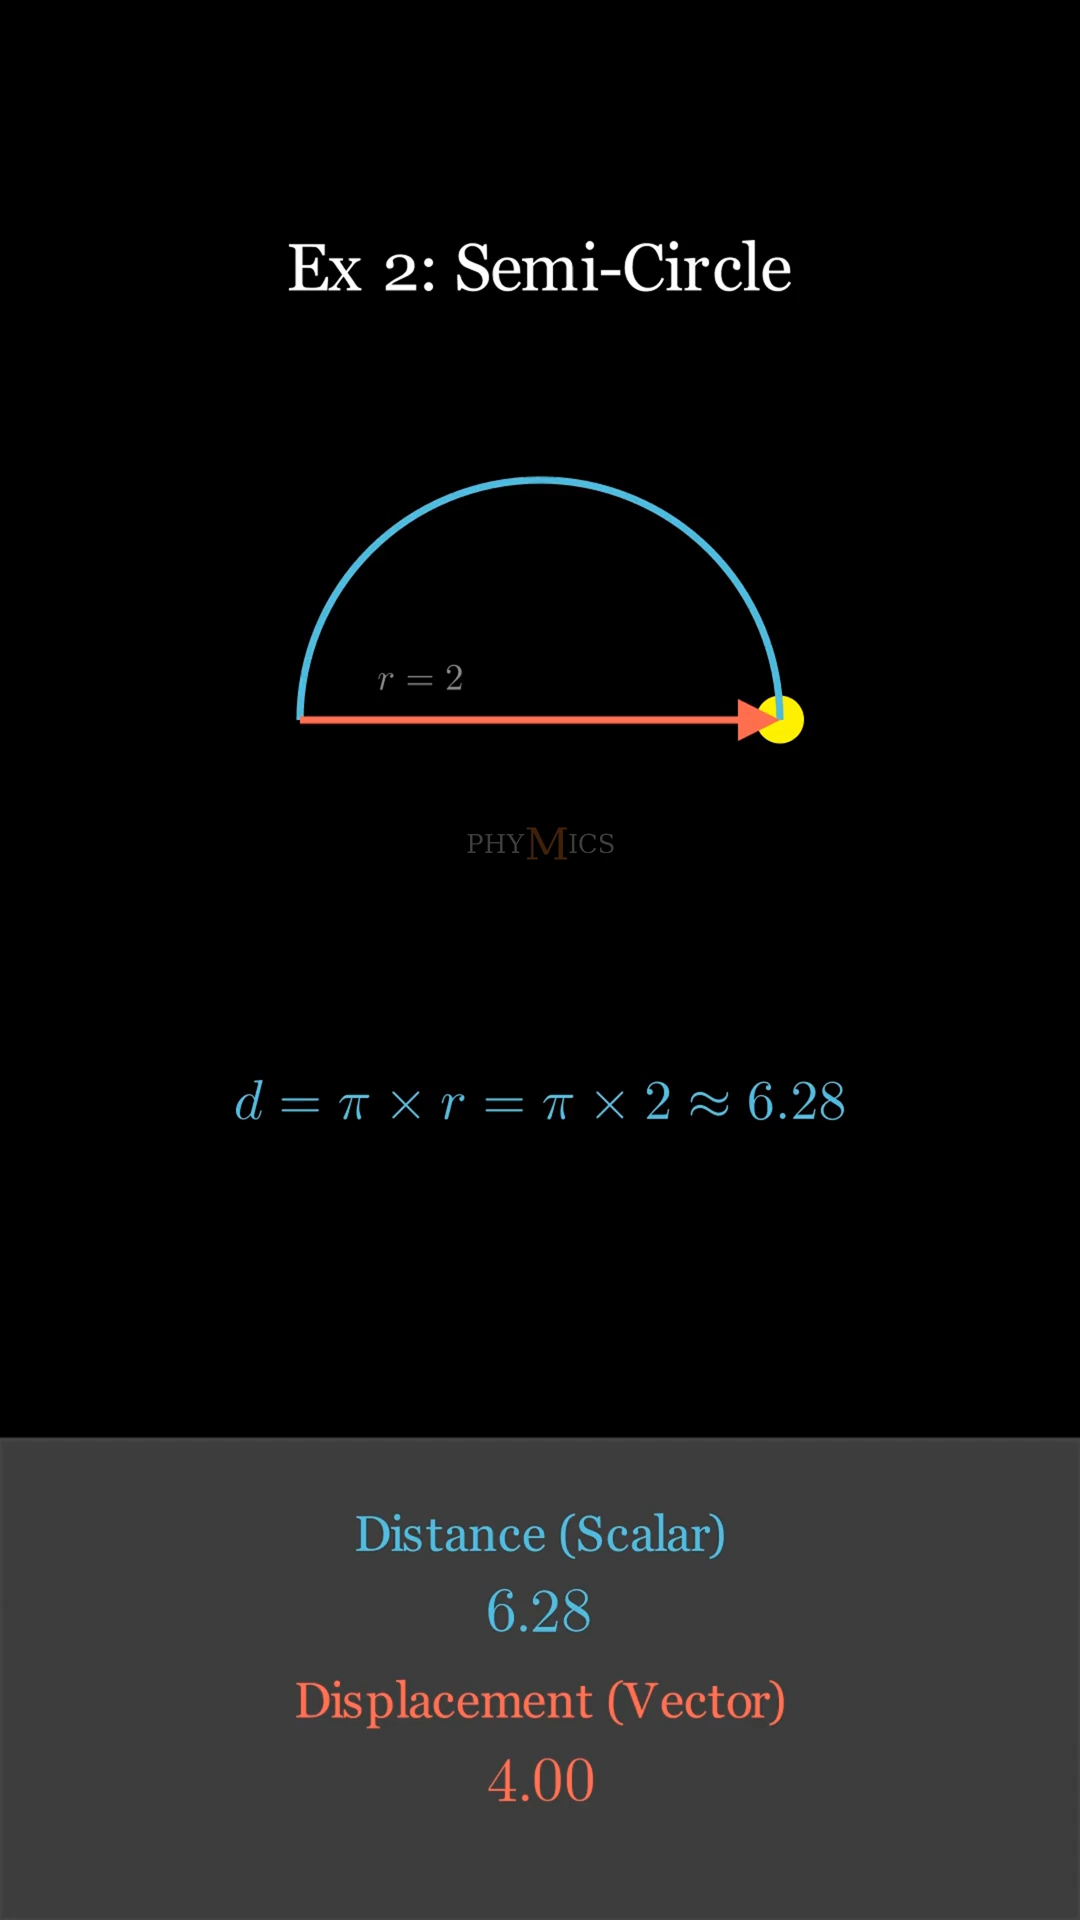 Ex 2: Semi-Circle
r = 2
PHYMICS
d = π × r = π × 2 ≈ 6.28
Distance (Scalar)
6.28
Displacement (Vector)
4.00